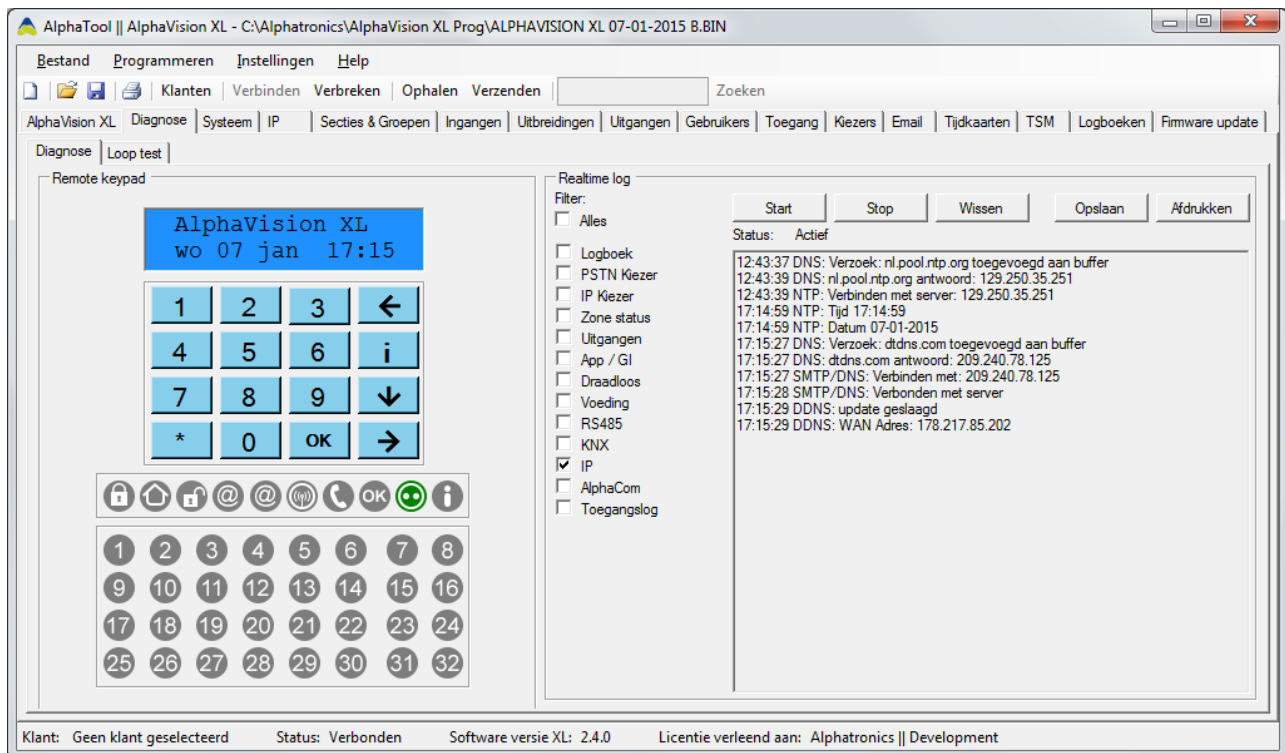 AlphaTool || AlphaVision XL - C:\Alphatronics\AlphaVision XL Prog\ALPHAVISION XL 07-01-2015 B.BIN
Bestand Programmeren Instellingen Help
Klanten Verbinden Verbreken Ophalen Verzenden Zoeken
AlphaVision XL Diagnose Systeem IP Secties & Groepen Ingangen Uitbreidingen Uitgangen Gebruikers Toegang Kiezers Email Tijdkaarten TSM Logboeken Firmware update
Diagnose Loop test
Remote keypad
AlphaVision XL
wo 07 jan 17:15
1 2 3 ←
4 5 6 i
7 8 9 ↓
* 0 OK →
@ @ OK i
1 2 3 4 5 6 7 8
9 10 11 12 13 14 15 16
17 18 19 20 21 22 23 24
25 26 27 28 29 30 31 32
Realtime log
Filter:
Alles
Logboek
PSTN Kiezer
IP Kiezer
Zone status
Uitgangen
App / GI
Draadloos
Voeding
RS485
KNX
IP
AlphaCom
Toegangslog
Start Stop Wissen Opslaan Afdrukken
Status: Actief
12:43:37 DNS: Verzoek: nl.pool.ntp.org toegevoegd aan buffer
12:43:39 DNS: nl.pool.ntp.org antwoord: 129.250.35.251
12:43:39 NTP: Verbinden met server: 129.250.35.251
17:14:59 NTP: Tijd 17:14:59
17:14:59 NTP: Datum 07-01-2015
17:15:27 DNS: Verzoek: dtdns.com toegevoegd aan buffer
17:15:27 DNS: dtdns.com antwoord: 209.240.78.125
17:15:27 SMTP/DNS: Verbinden met: 209.240.78.125
17:15:28 SMTP/DNS: Verbonden met server
17:15:29 DDNS: update geslaagd
17:15:29 DDNS: WAN Adres: 178.217.85.202
Klant: Geen klant geselecteerd Status: Verbonden Software versie XL: 2.4.0 Licentie verleend aan: Alphatronics || Development